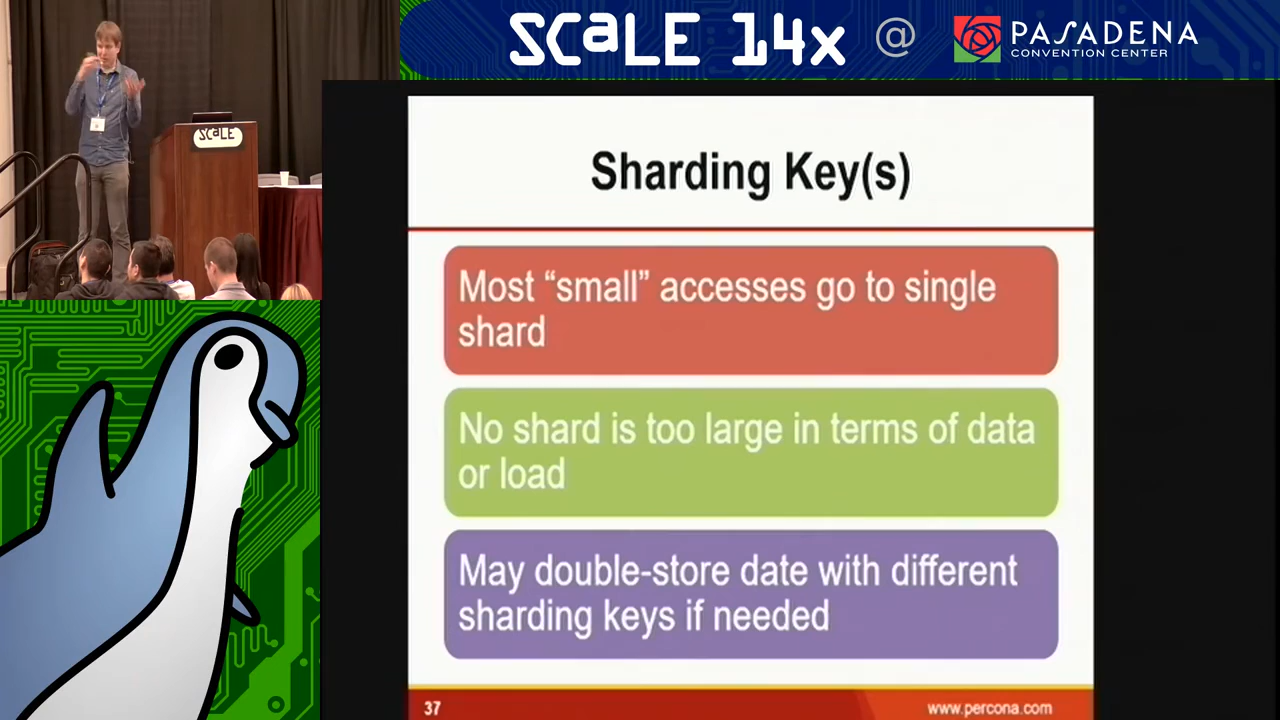 SCaLE 14x @ PASADENA
CONVENTION CENTER
SCaLE
Sharding Key(s)
Most “small” accesses go to single
shard
No shard is too large in terms of data
or load
May double-store date with different
sharding keys if needed
37
www.percona.com